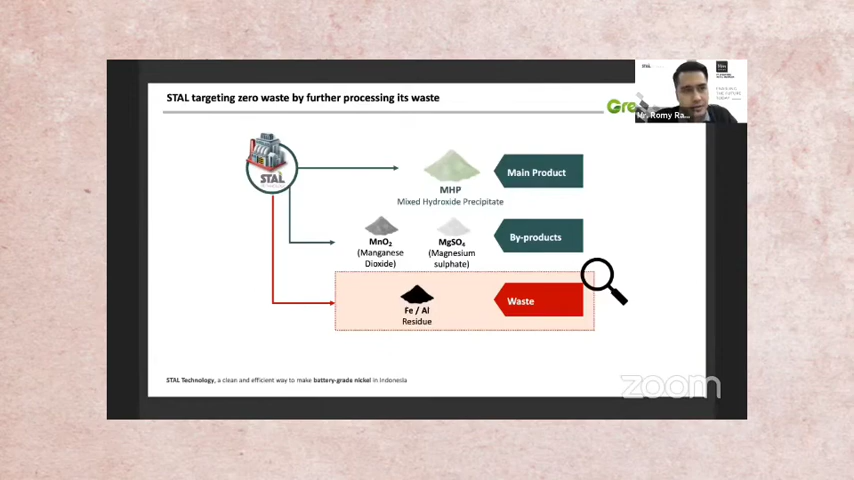 STAL targeting zero waste by further processing its waste
Gre
Mr. Romy Ra...
STAL
MHP
Mixed Hydroxide Precipitate
Main Product
MnO₂
(Manganese
Dioxide)
MgSO₄
(Magnesium
sulphate)
By-products
Fe / Al
Residue
Waste
STAL Technology, a clean and efficient way to make battery-grade nickel in Indonesia
zoom